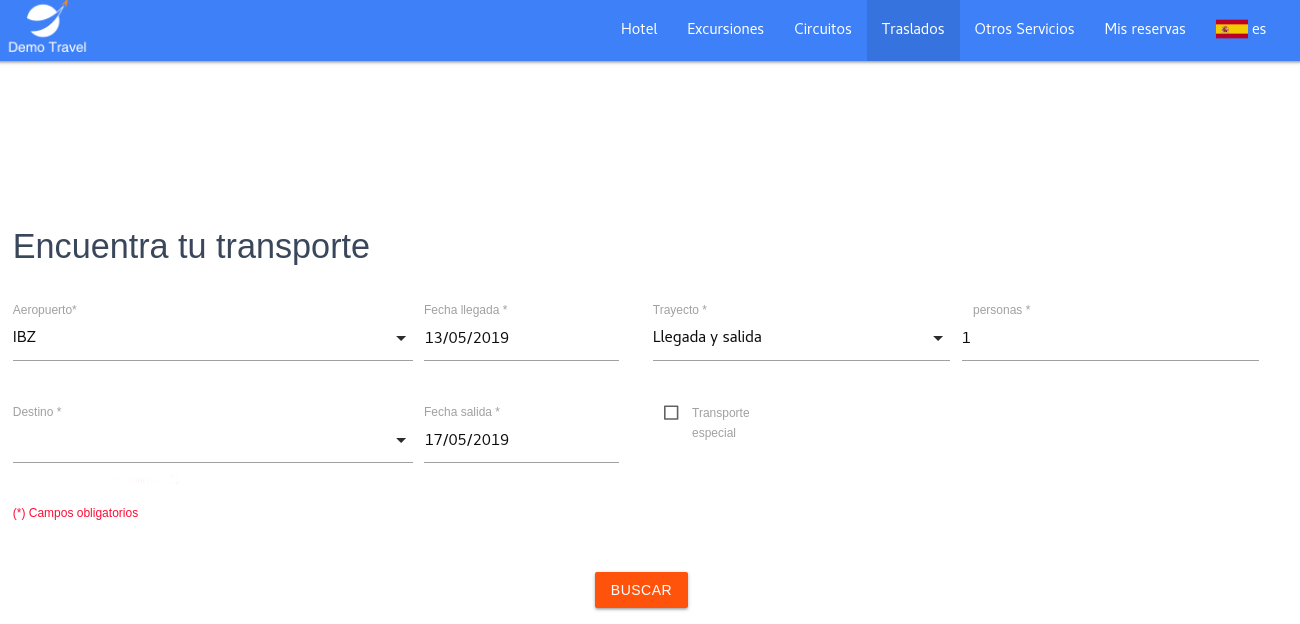 Demo Travel
Hotel Excursiones Circuitos Traslados Otros Servicios Mis reservas es
Encuentra tu transporte
Aeropuerto* Fecha llegada * Trayecto * personas *
IBZ 13/05/2019 Llegada y salida 1
Destino * Fecha salida * Transporte
especial
17/05/2019
(*) Campos obligatorios
BUSCAR